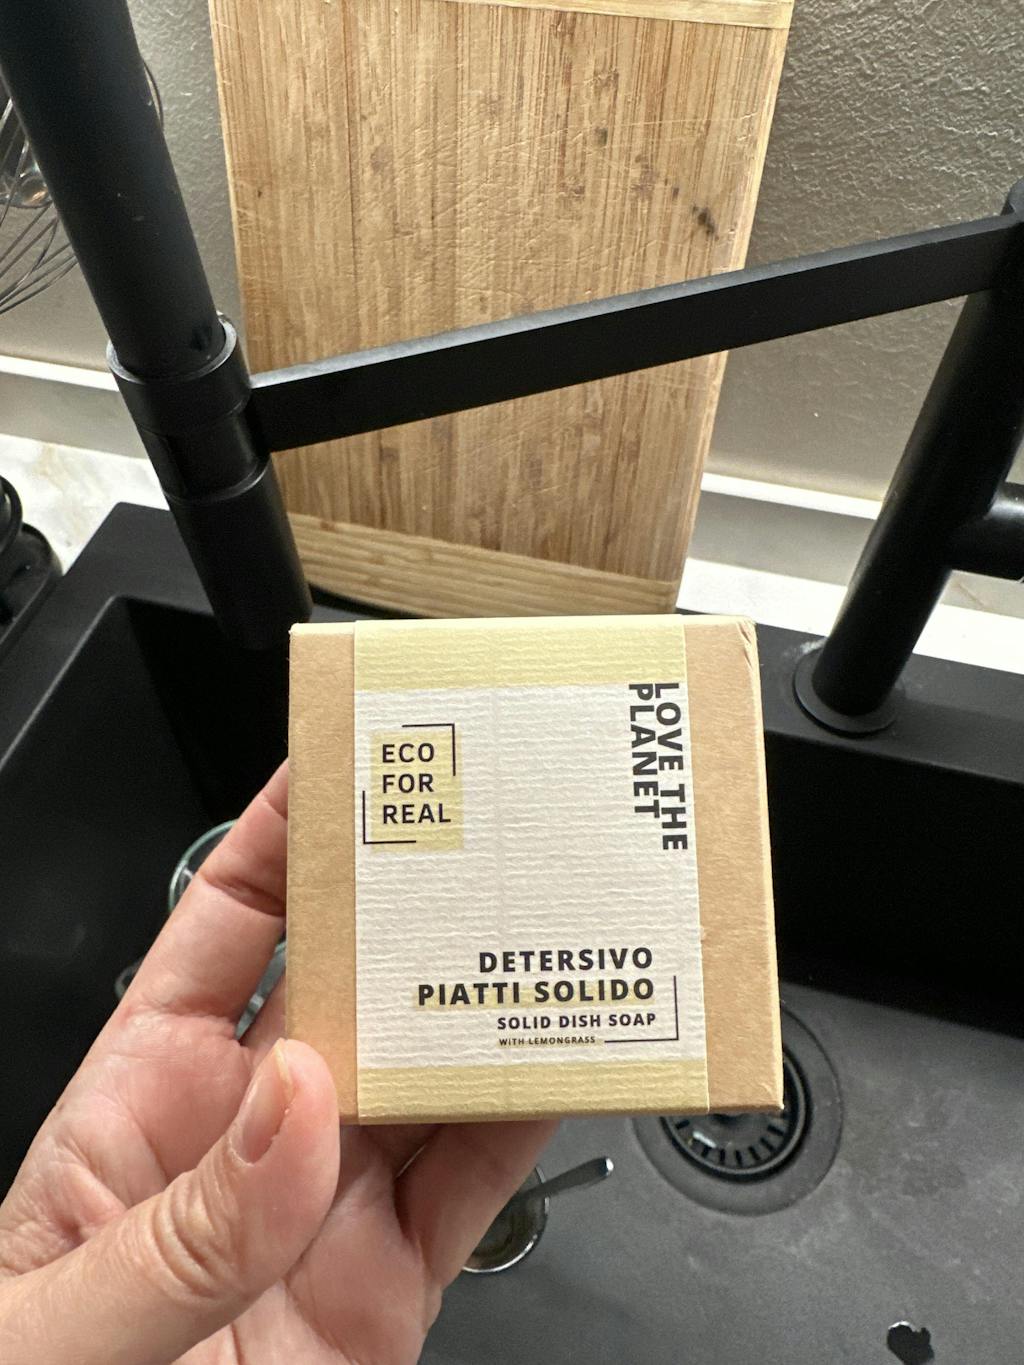 ECO
FOR
REAL
LOVE THE
PLANET
DETERSIVO
PIATTI SOLIDO
SOLID DISH SOAP
WITH LEMONGRASS